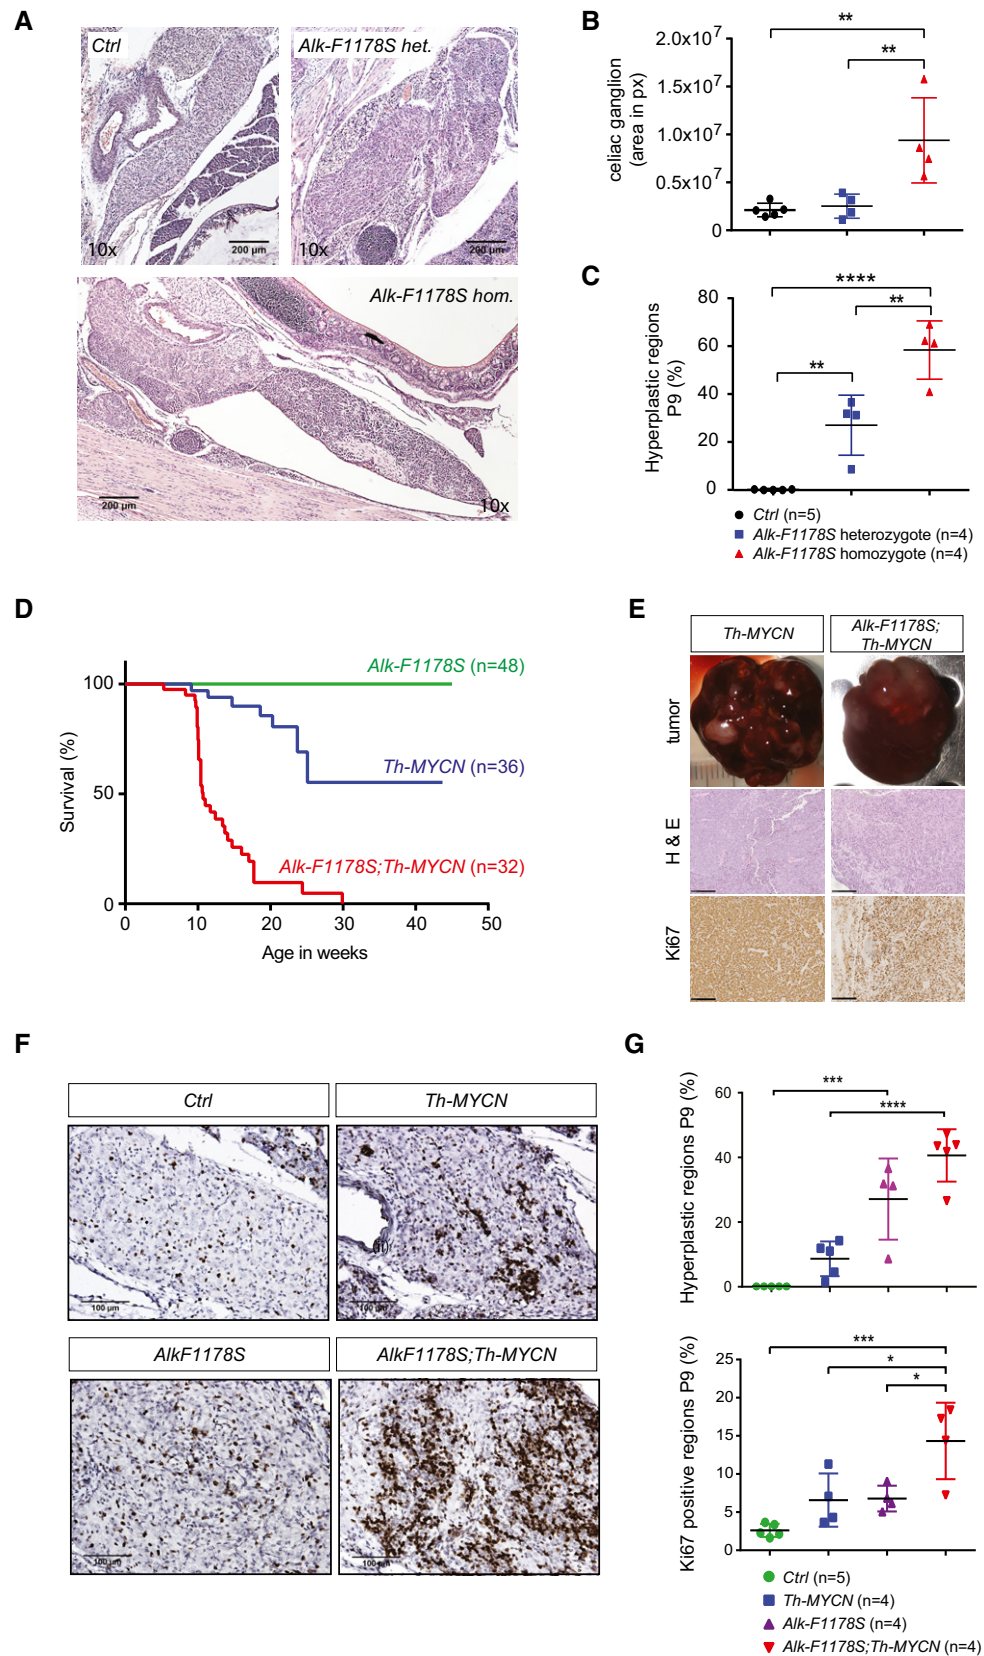 A
Ctrl
10x
200 µm
Alk-F1178S het.
10x
200 µm
Alk-F1178S hom.
200 µm
10x
B
celiac ganglion
(area in px)
2.0x10⁷
1.5x10⁷
1.0x10⁷
0.5x10⁷
0
**
**
C
Hyperplastic regions
P9 (%)
80
60
40
20
0
****
**
**
Ctrl (n=5)
Alk-F1178S heterozygote (n=4)
Alk-F1178S homozygote (n=4)
D
Survival (%)
100
50
0
Alk-F1178S (n=48)
Th-MYCN (n=36)
Alk-F1178S;Th-MYCN (n=32)
0 10 20 30 40 50
Age in weeks
E
Th-MYCN
Alk-F1178S;
Th-MYCN
tumor
H & E
Ki67
F
Ctrl
Th-MYCN
100 µm
100 µm
AlkF1178S
AlkF1178S;Th-MYCN
100 µm
100 µm
G
Hyperplastic regions P9 (%)
60
40
20
0
***
****
Ki67 positive regions P9 (%)
25
20
15
10
5
0
***
*
*
Ctrl (n=5)
Th-MYCN (n=4)
Alk-F1178S (n=4)
Alk-F1178S;Th-MYCN (n=4)